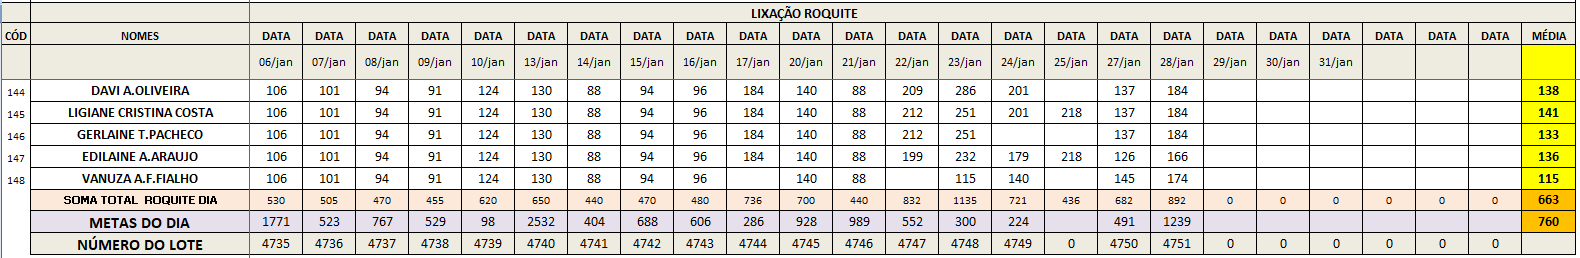 LIXAÇÃO ROQUITE
CÓD NOMES DATA DATA DATA DATA DATA DATA DATA DATA DATA DATA DATA DATA DATA DATA DATA DATA DATA DATA DATA DATA DATA DATA DATA DATA MÉDIA
06/jan 07/jan 08/jan 09/jan 10/jan 13/jan 14/jan 15/jan 16/jan 17/jan 20/jan 21/jan 22/jan 23/jan 24/jan 25/jan 27/jan 28/jan 29/jan 30/jan 31/jan
144 DAVI A.OLIVEIRA 106 101 94 91 124 130 88 94 96 184 140 88 209 286 201 137 184 138
145 LIGIANE CRISTINA COSTA 106 101 94 91 124 130 88 94 96 184 140 88 212 251 201 218 137 184 141
146 GERLAINE T.PACHECO 106 101 94 91 124 130 88 94 96 184 140 88 212 251 137 184 133
147 EDILAINE A.ARAUJO 106 101 94 91 124 130 88 94 96 184 140 88 199 232 179 218 126 166 136
148 VANUZA A.F.FIALHO 106 101 94 91 124 130 88 94 96 140 88 115 140 145 174 115
SOMA TOTAL ROQUITE DIA 530 505 470 455 620 650 440 470 480 736 700 440 832 1135 721 436 682 892 0 0 0 0 0 0 663
METAS DO DIA 1771 523 767 529 98 2532 404 688 606 286 928 989 552 300 224 491 1239 760
NÚMERO DO LOTE 4735 4736 4737 4738 4739 4740 4741 4742 4743 4744 4745 4746 4747 4748 4749 0 4750 4751 0 0 0 0 0 0